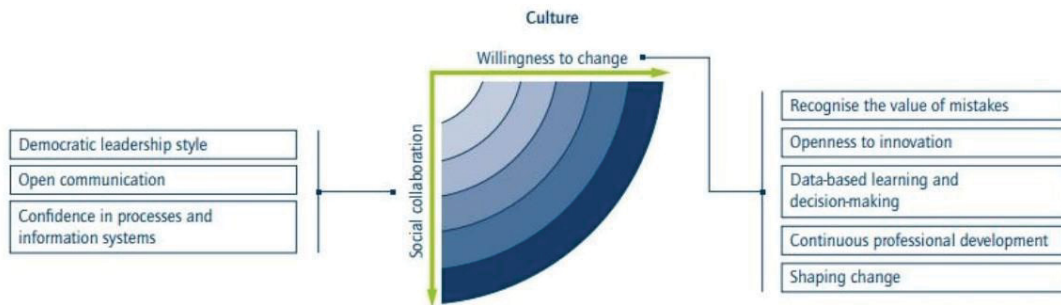 Culture
Willingness to change
Social collaboration
Democratic leadership style
Open communication
Confidence in processes and
information systems
Recognise the value of mistakes
Openness to innovation
Data-based learning and
decision-making
Continuous professional development
Shaping change